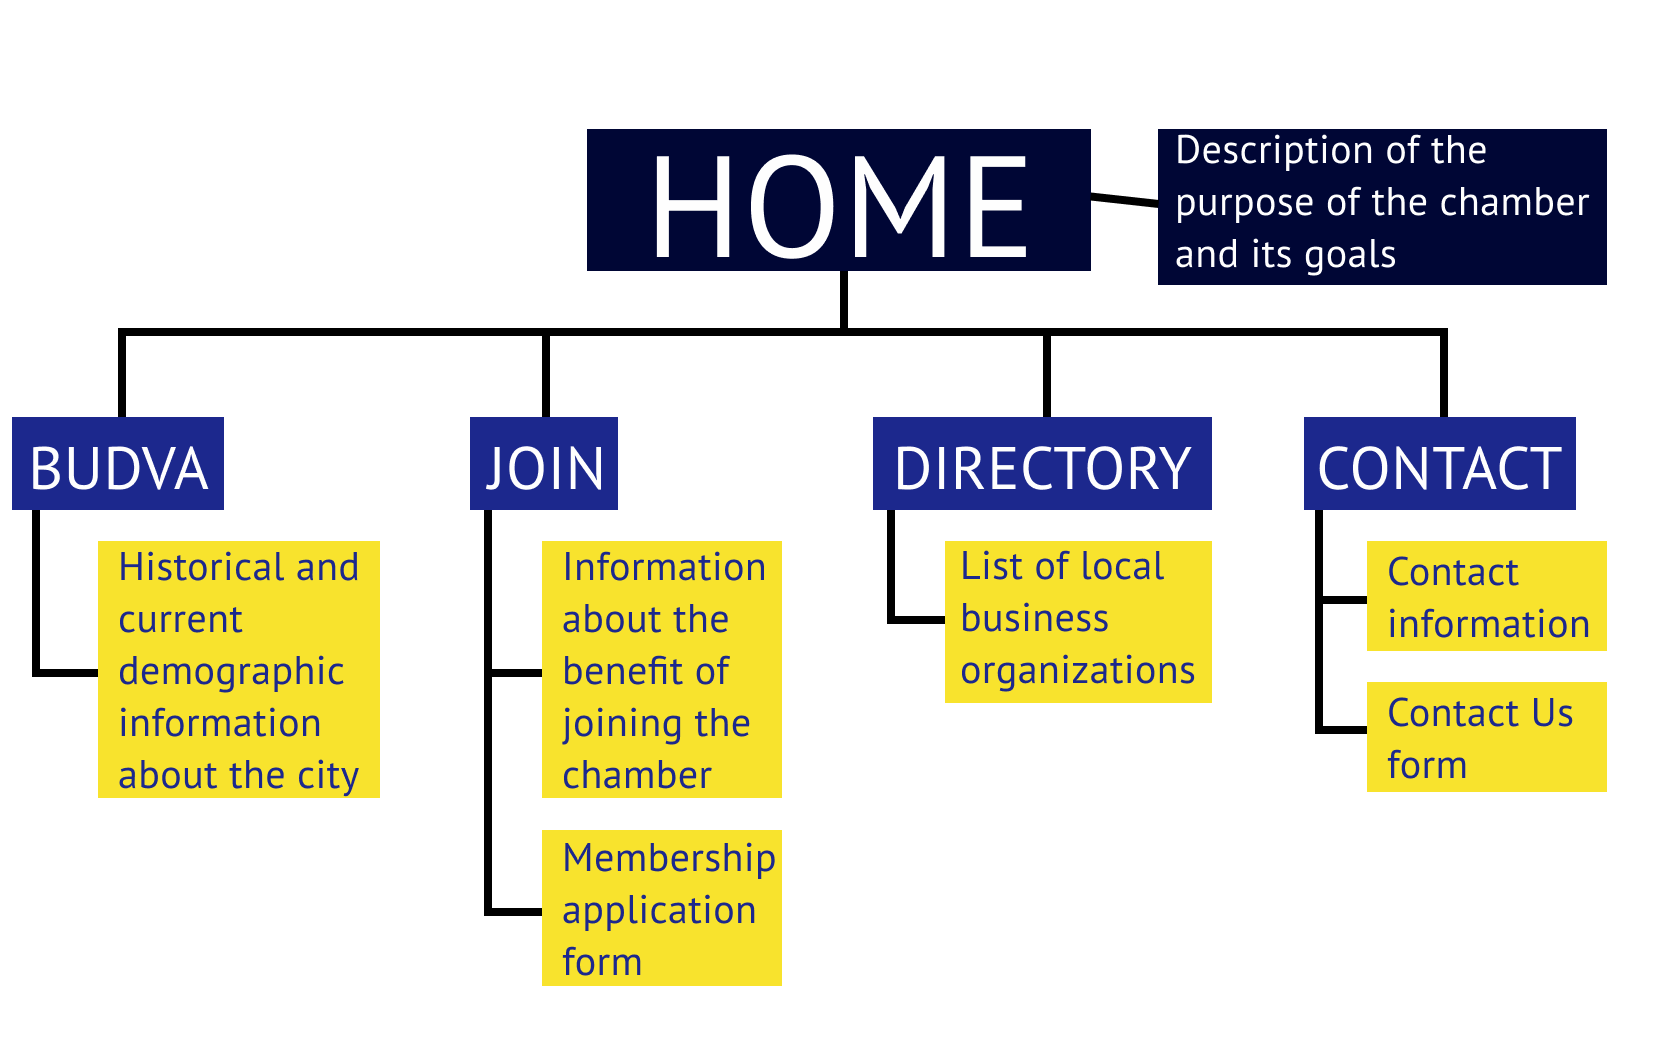 HOME
Description of the
purpose of the chamber
and its goals
BUDVA
Historical and
current
demographic
information
about the city
JOIN
Information
about the
benefit of
joining the
chamber
Membership
application
form
DIRECTORY
List of local
business
organizations
CONTACT
Contact
information
Contact Us
form